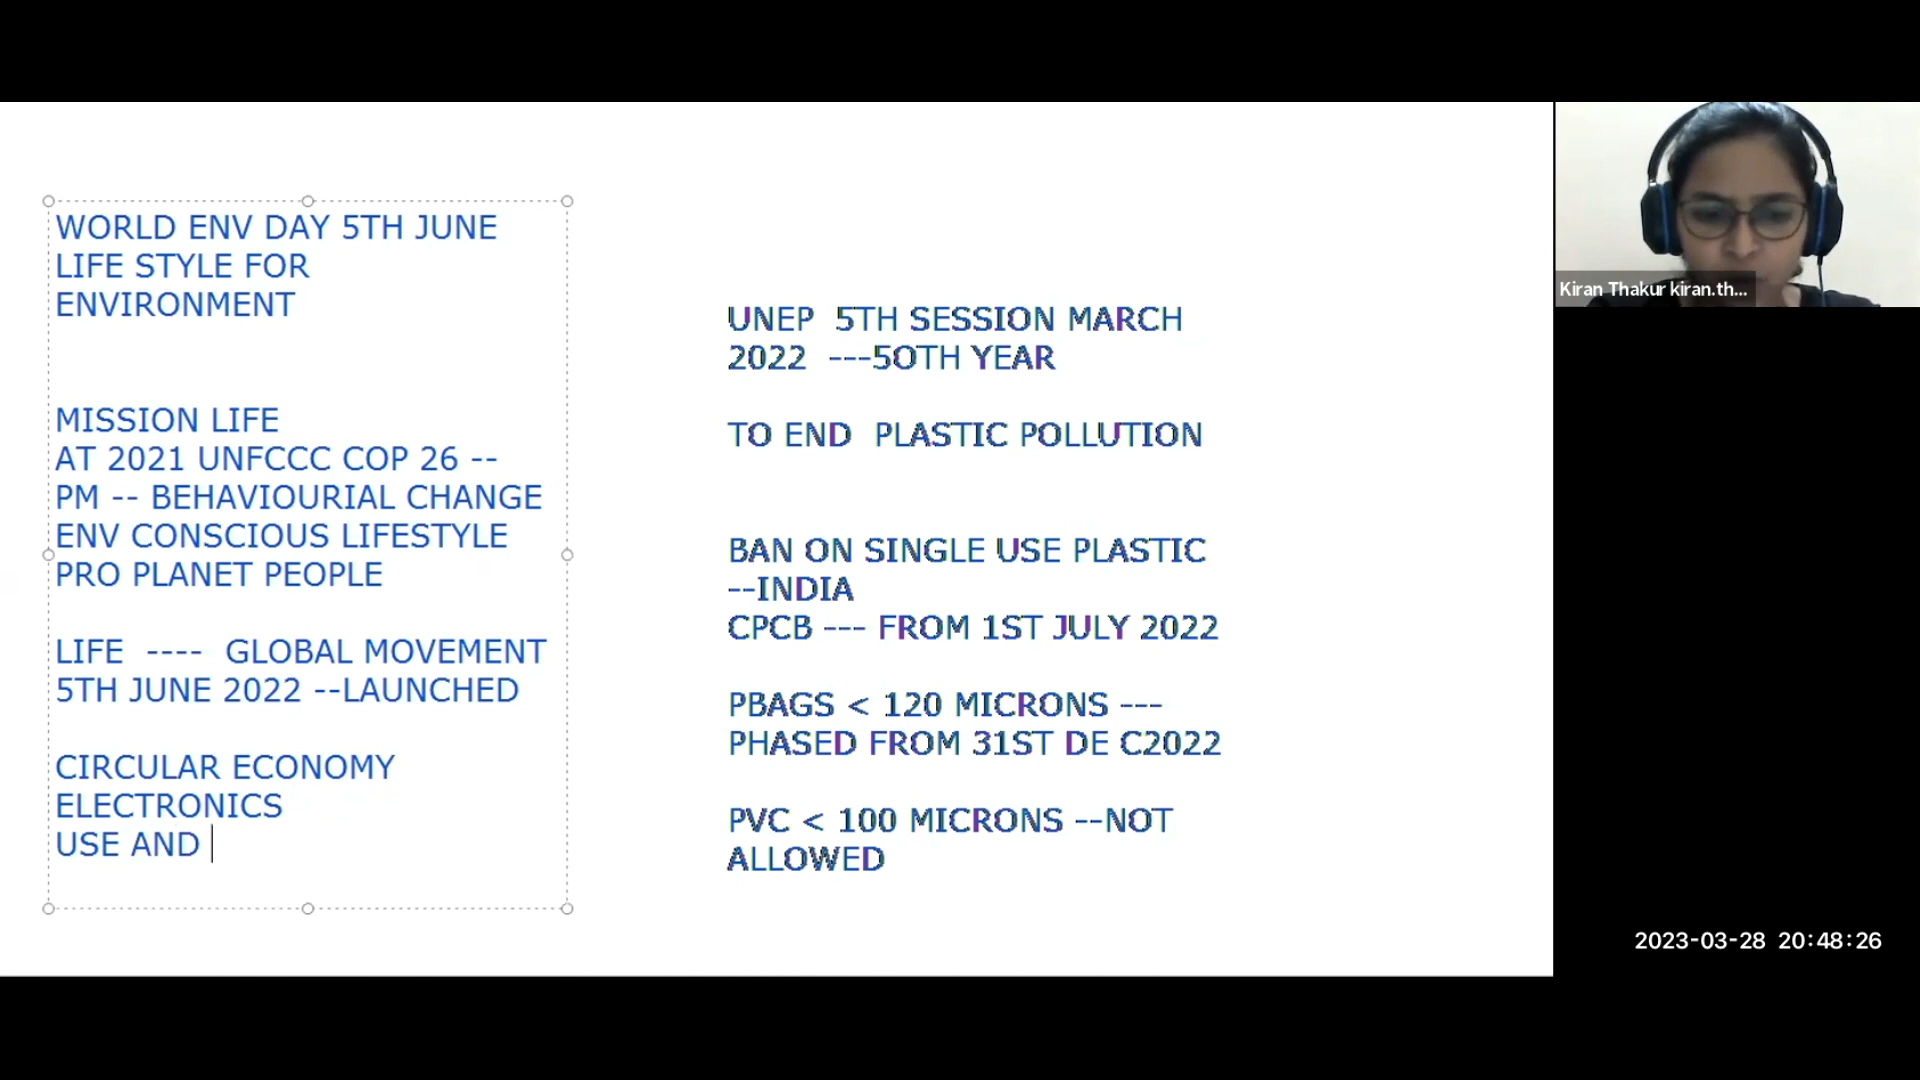 WORLD ENV DAY 5TH JUNE
LIFE STYLE FOR
ENVIRONMENT
MISSION LIFE
AT 2021 UNFCCC COP 26 --
PM -- BEHAVIOURIAL CHANGE
ENV CONSCIOUS LIFESTYLE
PRO PLANET PEOPLE
LIFE ---- GLOBAL MOVEMENT
5TH JUNE 2022 --LAUNCHED
CIRCULAR ECONOMY
ELECTRONICS
USE AND
UNEP 5TH SESSION MARCH
2022 ---5OTH YEAR
TO END PLASTIC POLLUTION
BAN ON SINGLE USE PLASTIC
--INDIA
CPCB --- FROM 1ST JULY 2022
PBAGS < 120 MICRONS ---
PHASED FROM 31ST DE C2022
PVC < 100 MICRONS --NOT
ALLOWED
Kiran Thakur kiran.th...
2023-03-28 20:48:26